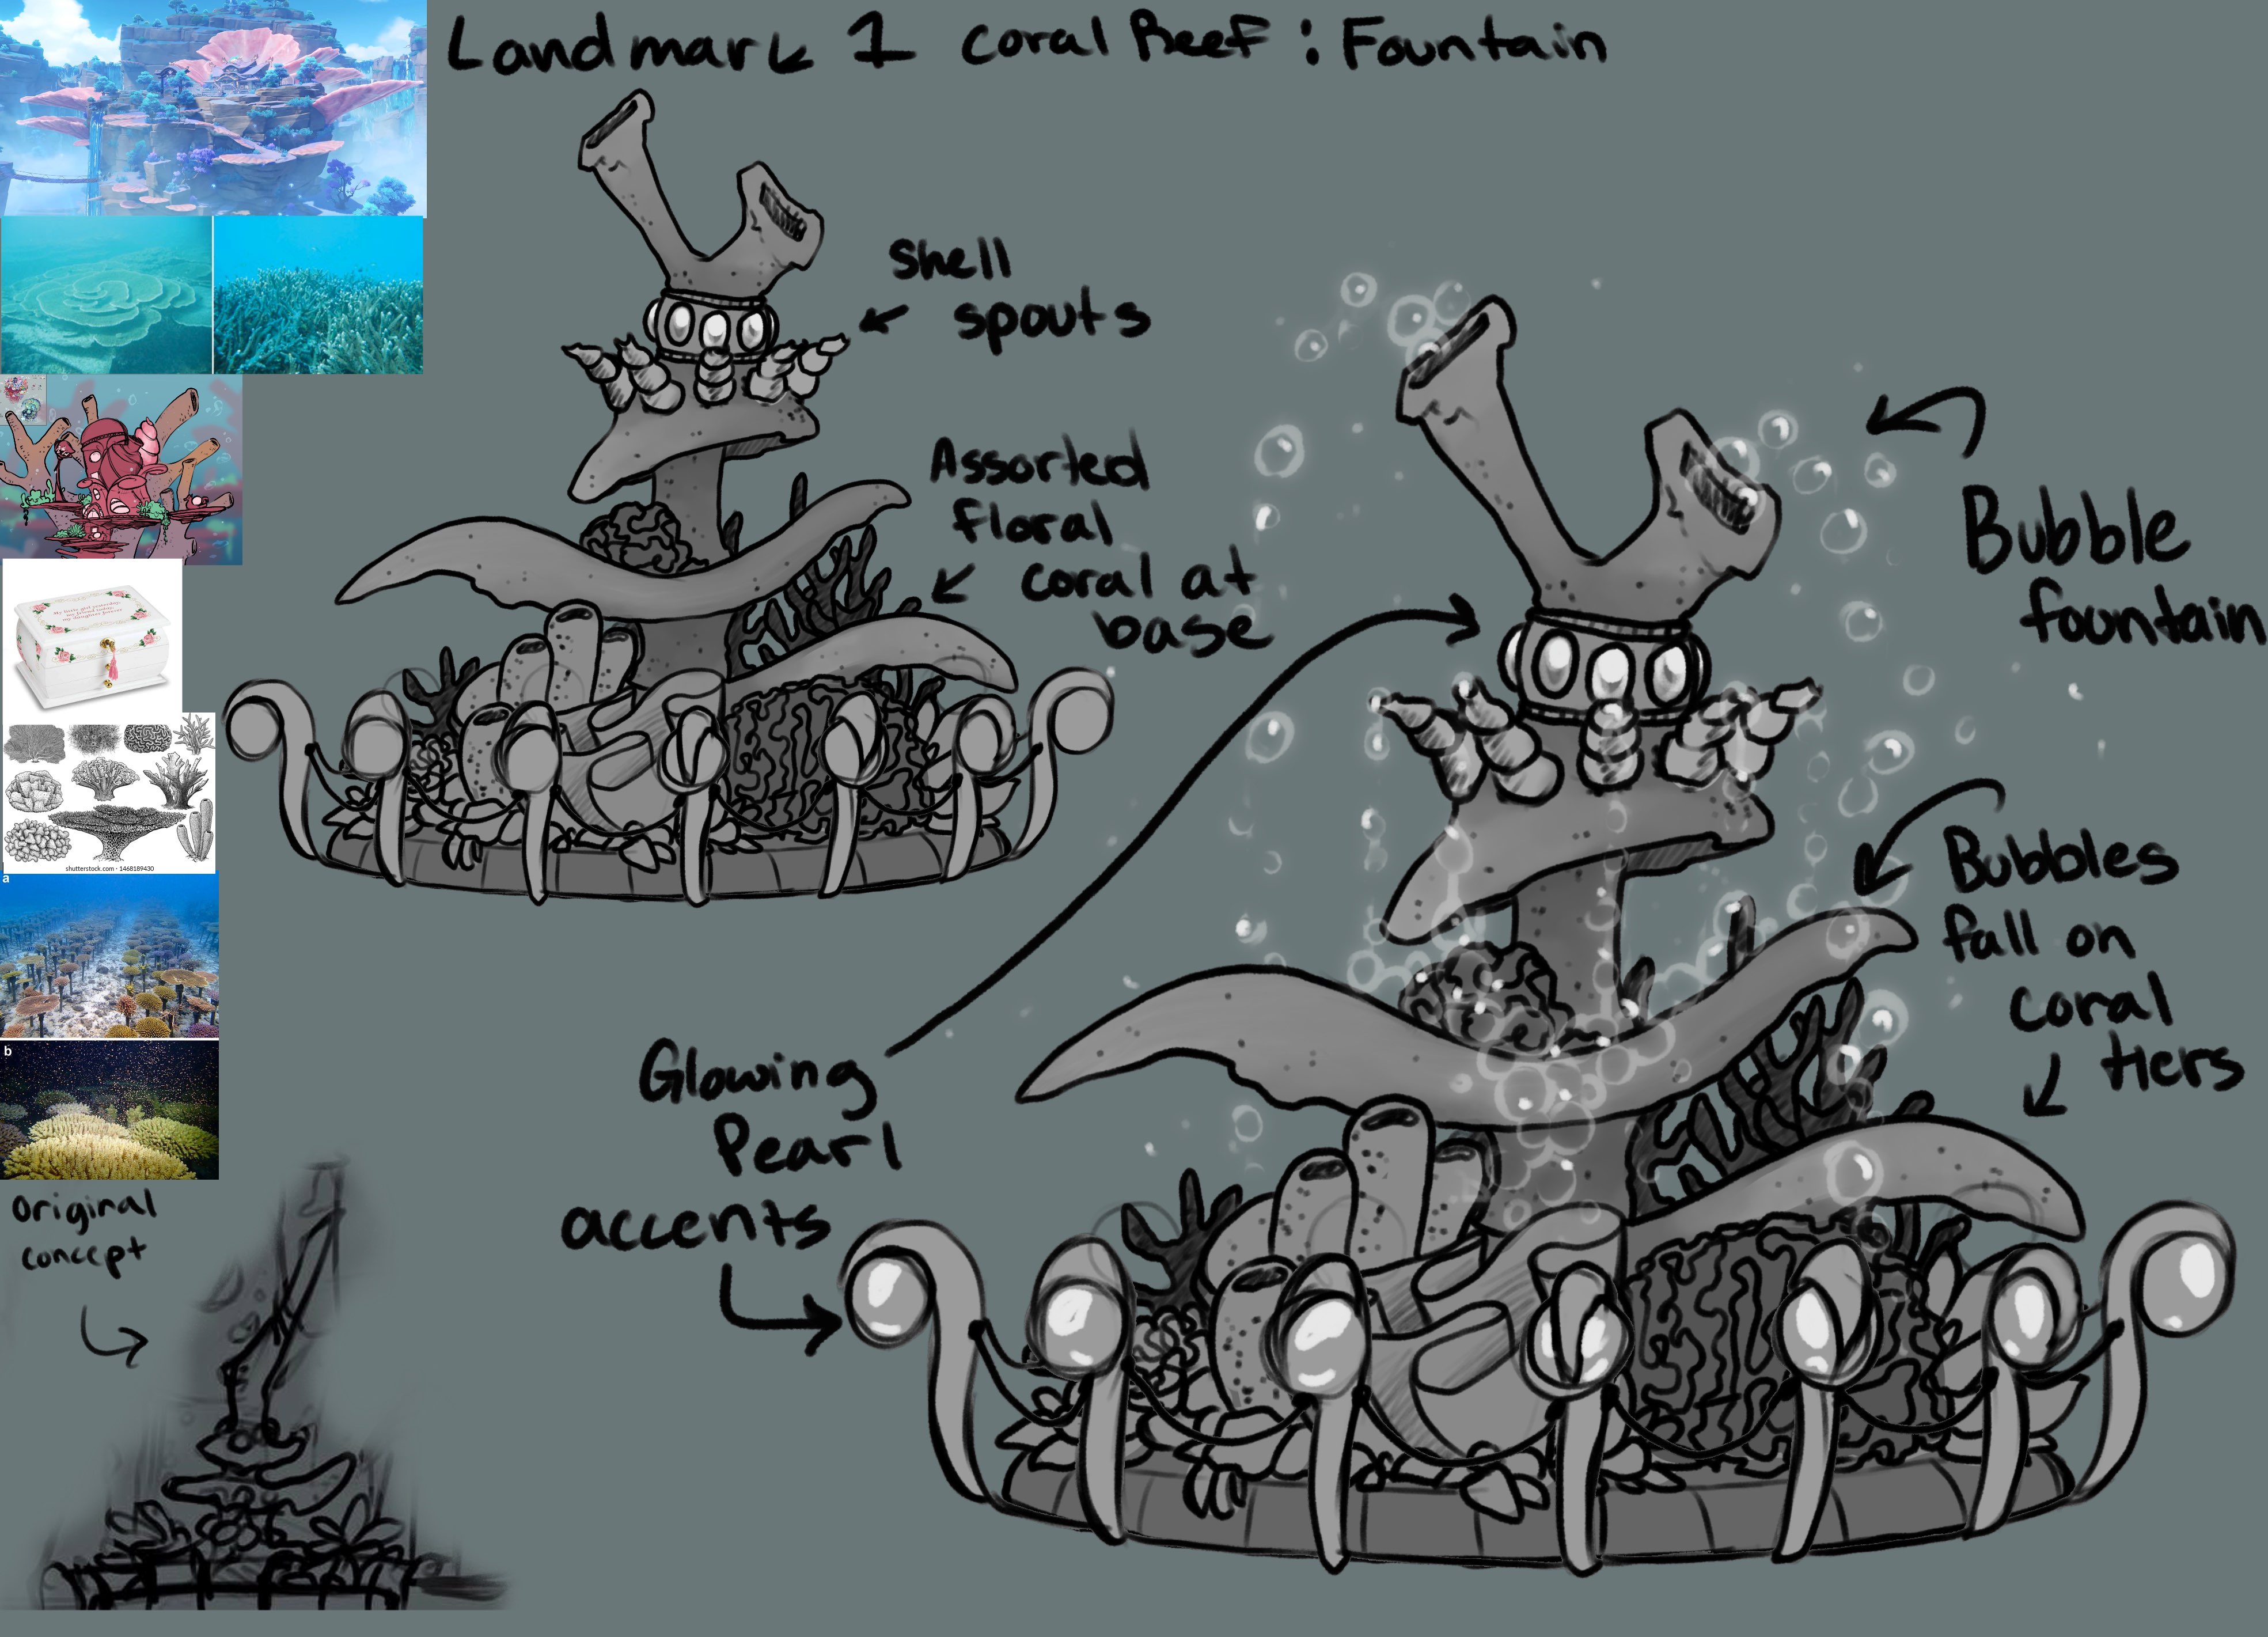 Landmark 1 Coral Reef : Fountain
Shell
spouts
Assorted
floral
coral at
base
Bubble
fountain
Bubbles
fall on
coral
tiers
Glowing
Pearl
accents
shutterstock.com · 1468189430
a
b
Original
concept